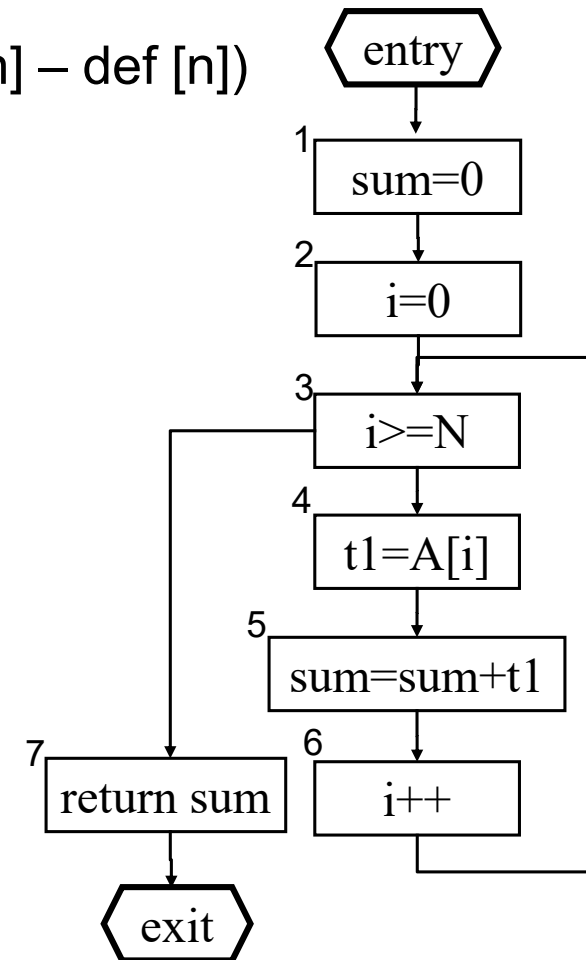 ] – def [n])
entry
1
sum=0
2
i=0
3
i>=N
4
t1=A[i]
5
sum=sum+t1
6
i++
7
return sum
exit